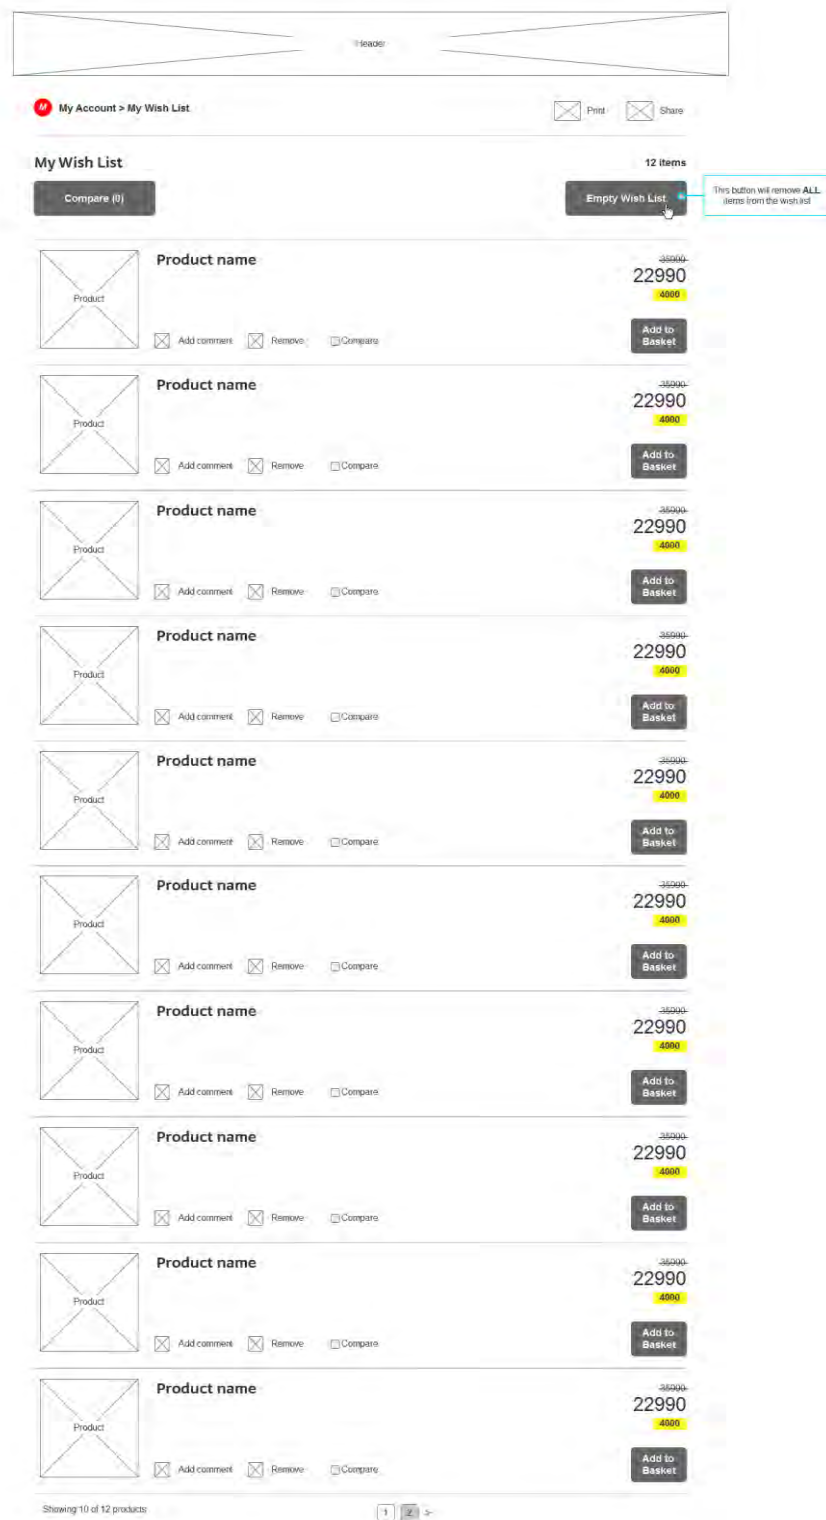 Header
M My Account > My Wish List Print Share
My Wish List 12 items
Compare (0) Empty Wish List
This button will remove ALL
items from the wish list
Product name 35990
22990
4000
Product
Add comment Remove Compare Add to
Basket
Product name 35990
22990
4000
Product
Add comment Remove Compare Add to
Basket
Product name 35990
22990
4000
Product
Add comment Remove Compare Add to
Basket
Product name 35990
22990
4000
Product
Add comment Remove Compare Add to
Basket
Product name 35990
22990
4000
Product
Add comment Remove Compare Add to
Basket
Product name 35990
22990
4000
Product
Add comment Remove Compare Add to
Basket
Product name 35990
22990
4000
Product
Add comment Remove Compare Add to
Basket
Product name 35990
22990
4000
Product
Add comment Remove Compare Add to
Basket
Product name 35990
22990
4000
Product
Add comment Remove Compare Add to
Basket
Product name 35990
22990
4000
Product
Add comment Remove Compare Add to
Basket
Showing 10 of 12 products 1 2 >